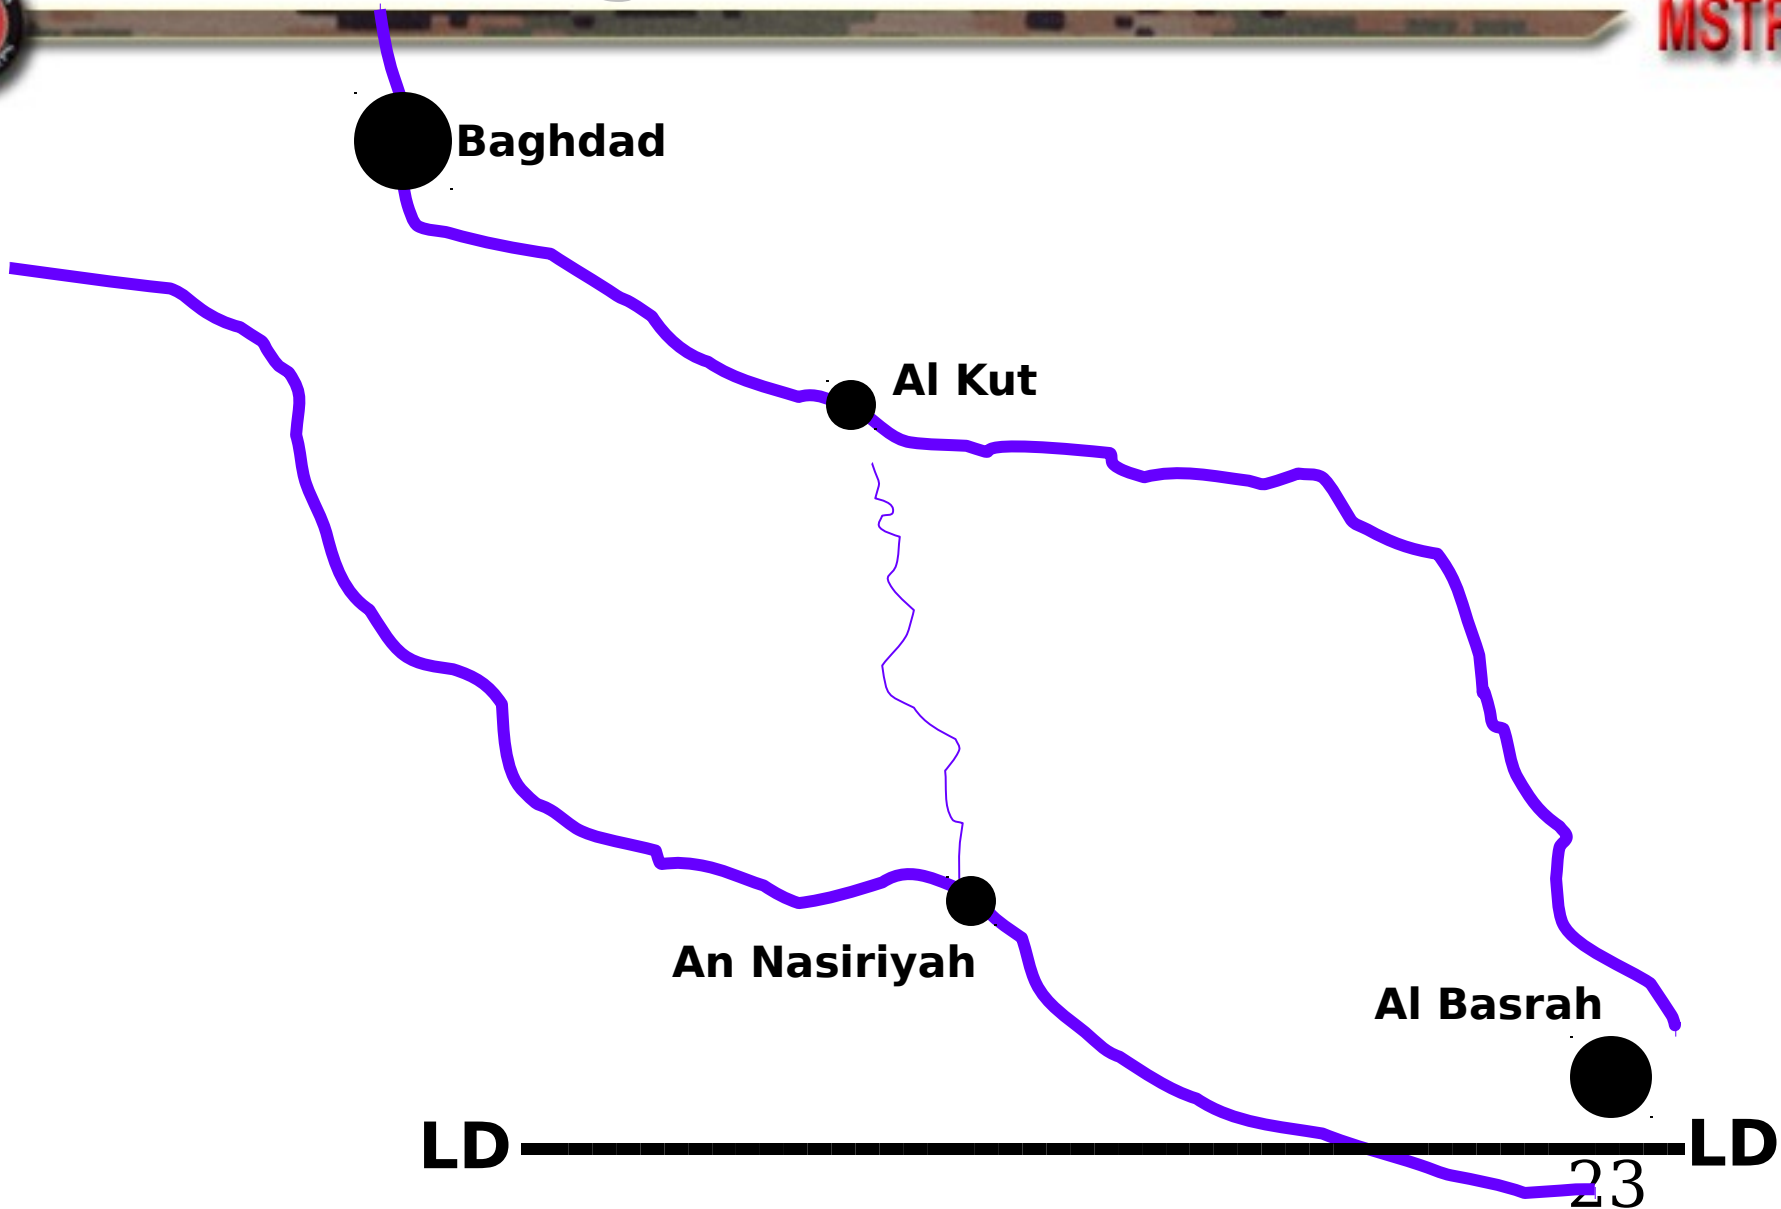 MSTP
Baghdad
Al Kut
An Nasiriyah
Al Basrah
LD
LD
23